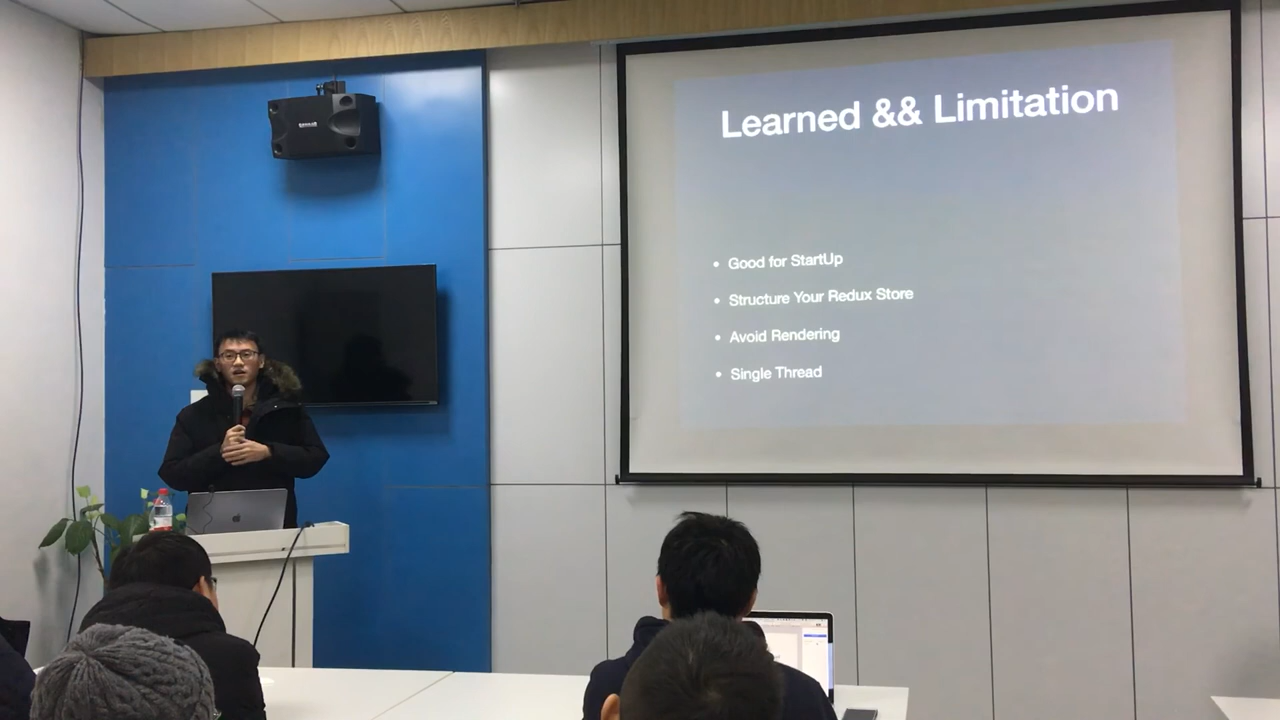 Learned && Limitation
• Good for StartUp
• Structure Your Redux Store
• Avoid Rendering
• Single Thread